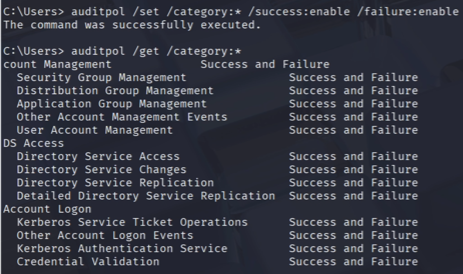 C:\Users> auditpol /set /category:* /success:enable /failure:enable
The command was successfully executed.
C:\Users> auditpol /get /category:*
count Management Success and Failure
Security Group Management Success and Failure
Distribution Group Management Success and Failure
Application Group Management Success and Failure
Other Account Management Events Success and Failure
User Account Management Success and Failure
DS Access
Directory Service Access Success and Failure
Directory Service Changes Success and Failure
Directory Service Replication Success and Failure
Detailed Directory Service Replication Success and Failure
Account Logon
Kerberos Service Ticket Operations Success and Failure
Other Account Logon Events Success and Failure
Kerberos Authentication Service Success and Failure
Credential Validation Success and Failure